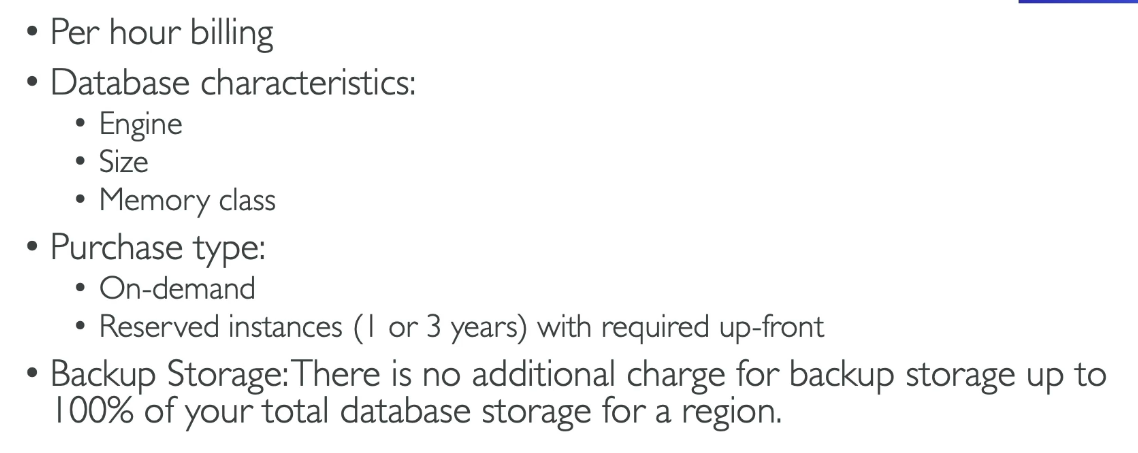 • Per hour billing
• Database characteristics:
• Engine
• Size
• Memory class
• Purchase type:
• On-demand
• Reserved instances (1 or 3 years) with required up-front
• Backup Storage:There is no additional charge for backup storage up to
100% of your total database storage for a region.